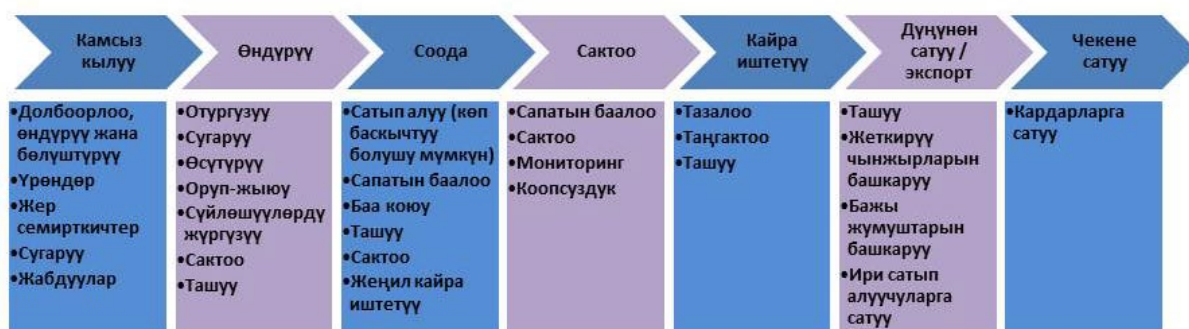 Камсыз
кылуу
Өндүрүү
Соода
Сактоо
Кайра
иштетүү
Дүңүнөн
сатуу /
экспорт
Чекене
сатуу
•Долбоорлоо,
өндүрүү жана
бөлүштүрүү
•Үрөндөр
•Жер
семирткичтер
•Сугаруу
•Жабдуулар
•Отургузуу
•Сугаруу
•Өсүтүрүү
•Оруп-жыюу
•Сүйлөшүүлөрдү
жүргүзүү
•Сактоо
•Ташуу
•Сатып алуу (көп
баскычтуу
болушу мүмкүн)
•Сапатын баалоо
•Баа коюу
•Ташуу
•Сактоо
•Жеңил кайра
иштетүү
•Сапатын баалоо
•Сактоо
•Мониторинг
•Коопсуздук
•Тазалоо
•Таңгактоо
•Ташуу
•Ташуу
•Жеткирүү
чынжырларын
башкаруу
•Бажы
жумуштарын
башкаруу
•Ири сатып
алуучуларга
сатуу
•Кардарларга
сатуу